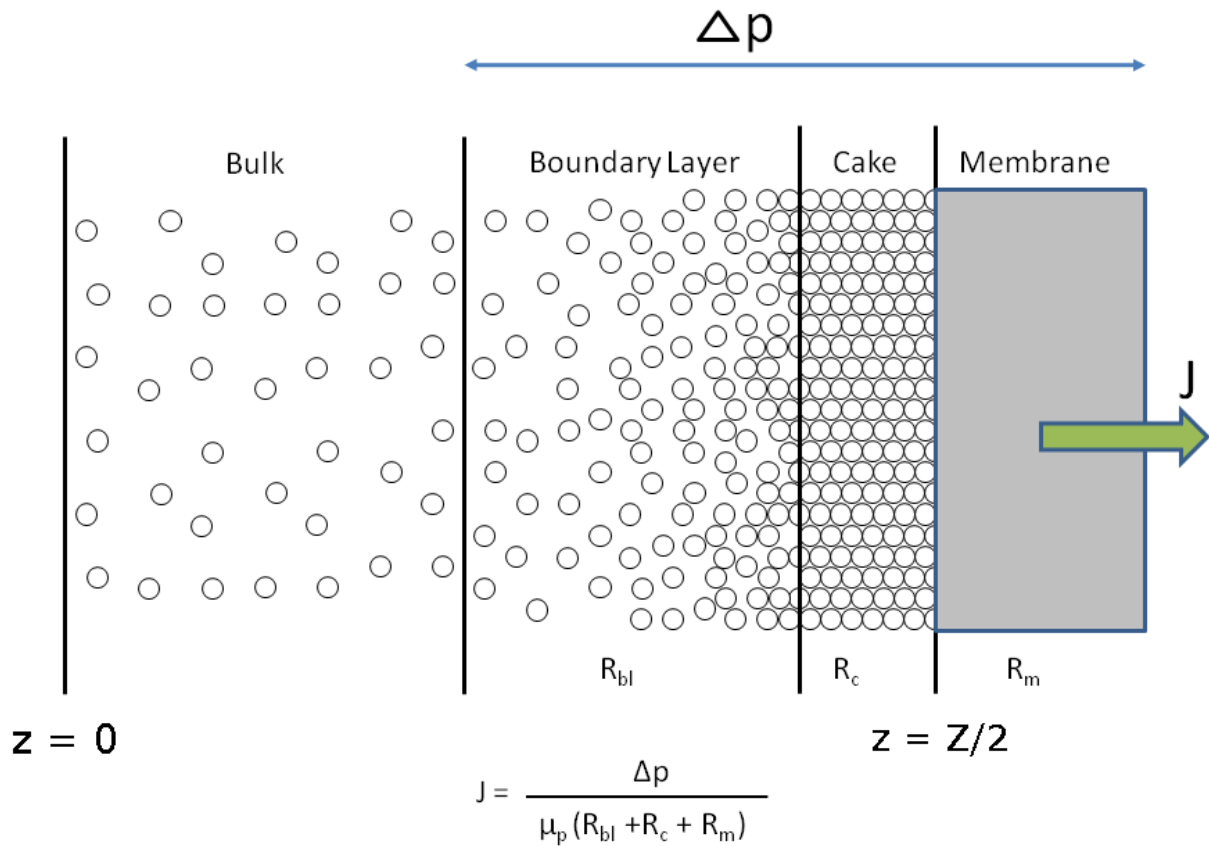 Δp
Bulk
Boundary Layer
Cake
Membrane
J
R_bl
R_c
R_m
z = 0
z = Z/2
J = Δp / μ_p (R_bl +R_c + R_m)